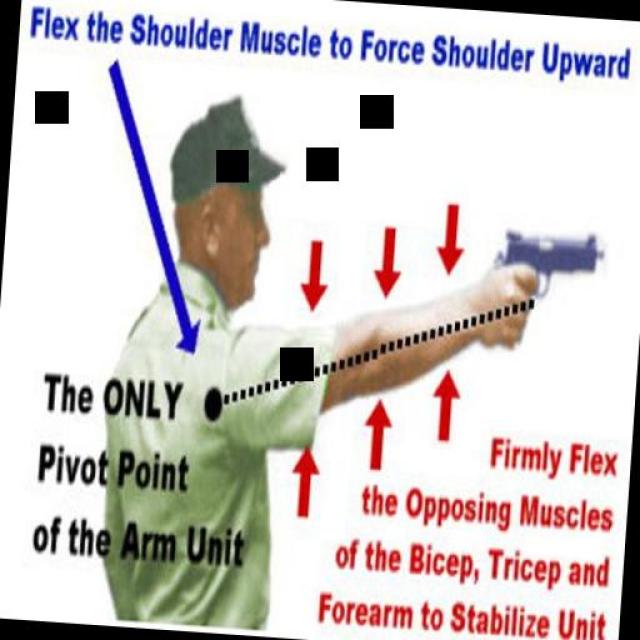 Flex the Shoulder Muscle to Force Shoulder Upward
The ONLY
Pivot Point
of the Arm Unit
Firmly Flex
the Opposing Muscles
of the Bicep, Tricep and
Forearm to Stabilize Unit